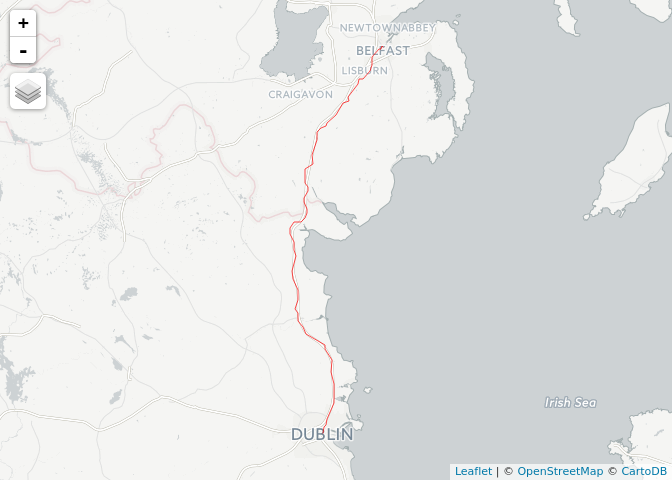 +
-
NEWTOWNABBEY
BELFAST
LISBURN
CRAIGAVON
Irish Sea
DUBLIN
Leaflet | © OpenStreetMap © CartoDB